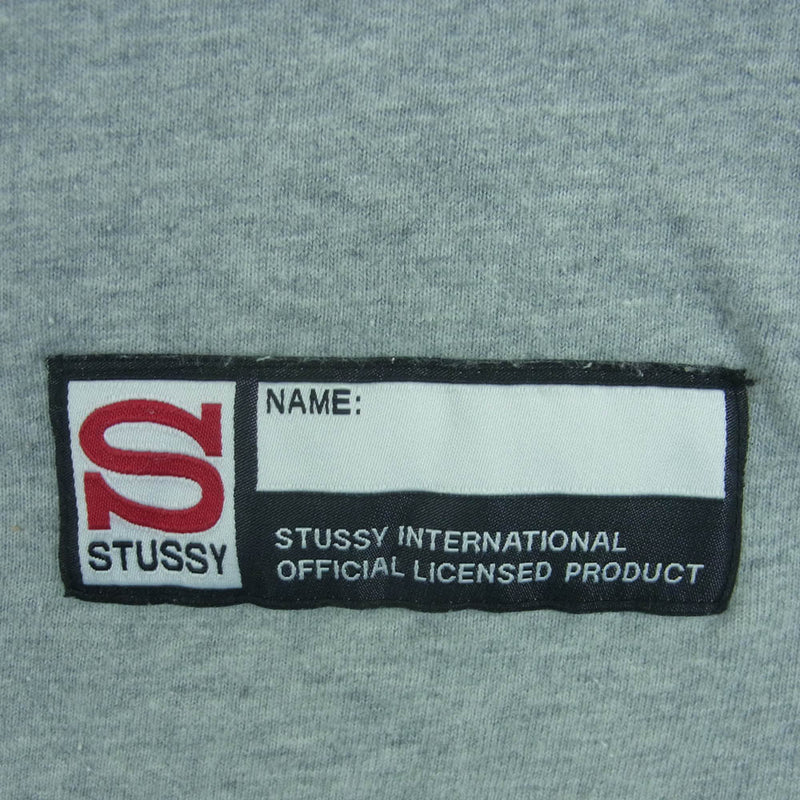 S
STUSSY
NAME:
STUSSY INTERNATIONAL
OFFICIAL LICENSED PRODUCT